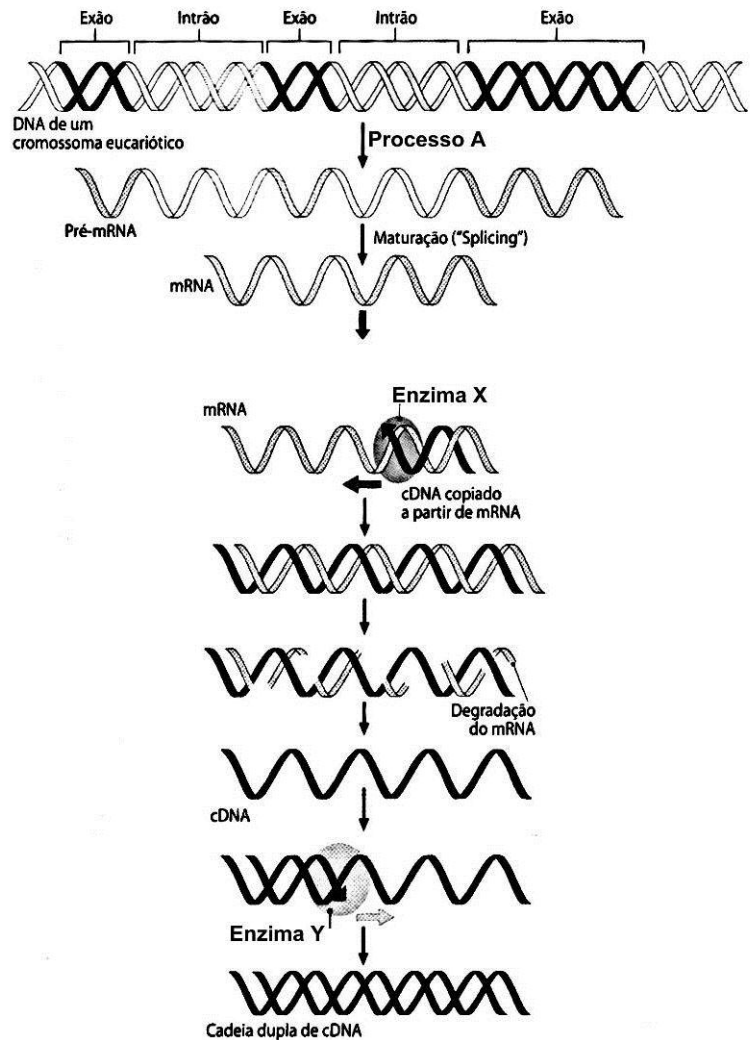 Exão Intrão Exão Intrão Exão
DNA de um
cromossoma eucariótico
Processo A
Pré-mRNA
Maturação ("Splicing")
mRNA
Enzima X
mRNA
cDNA copiado
a partir de mRNA
Degradação
do mRNA
cDNA
Enzima Y
Cadeia dupla de cDNA